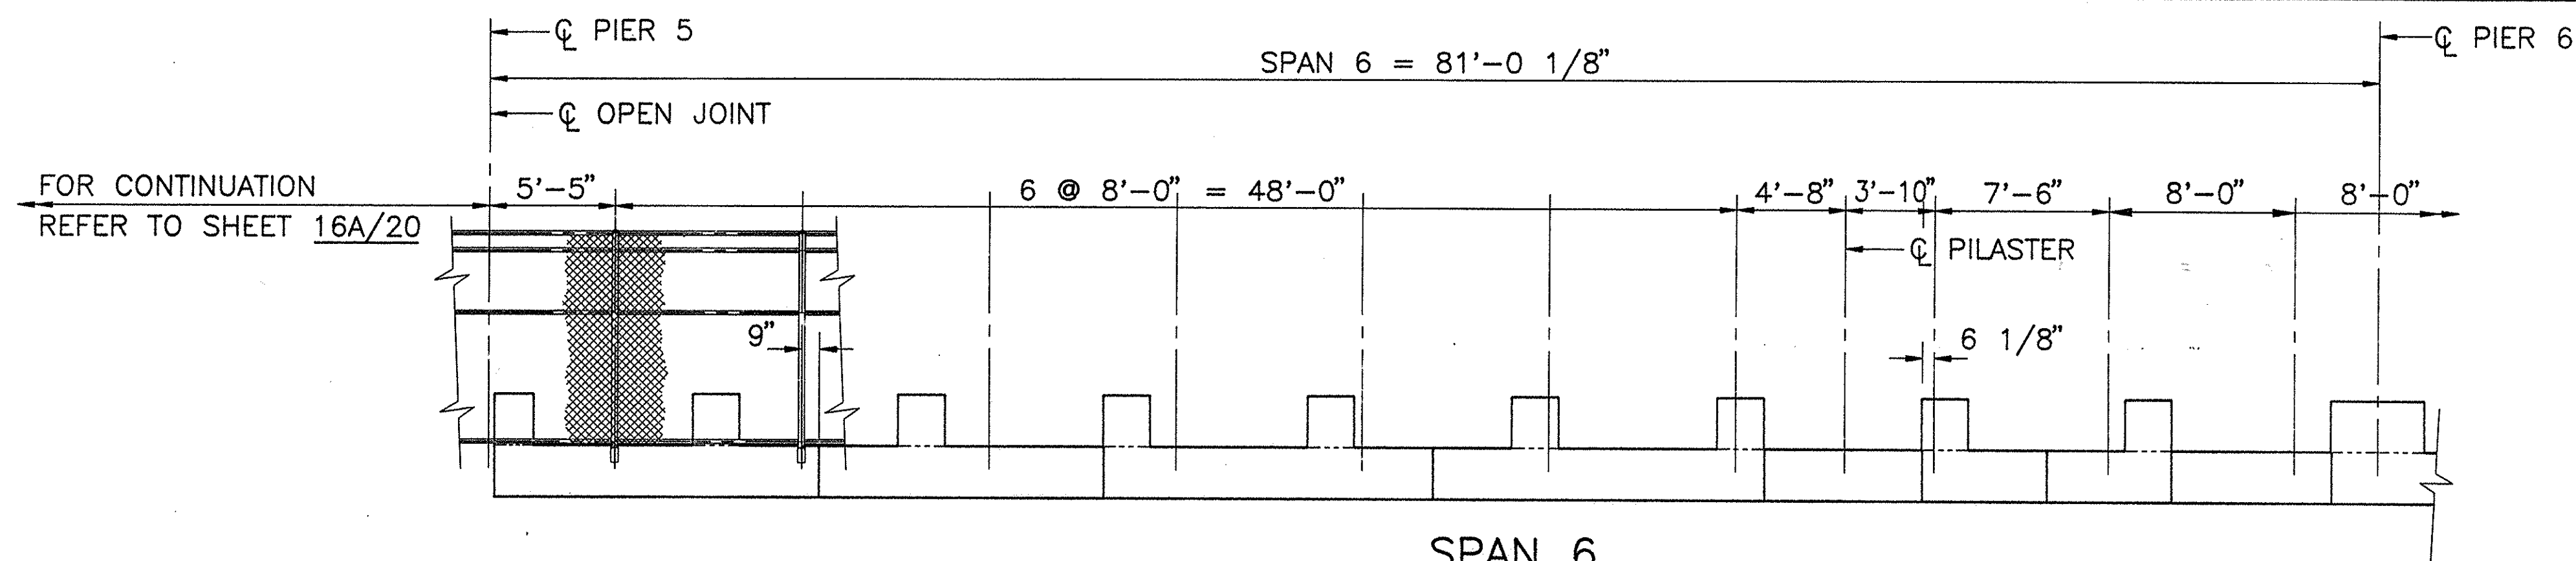 ℄ PIER 5
℄ PIER 6
SPAN 6 = 81'-0 1/8"
℄ OPEN JOINT
FOR CONTINUATION
REFER TO SHEET 16A/20
5'-5"
6 @ 8'-0" = 48'-0"
4'-8"
3'-10"
7'-6"
8'-0"
8'-0"
℄ PILASTER
9"
6 1/8"
SPAN 6